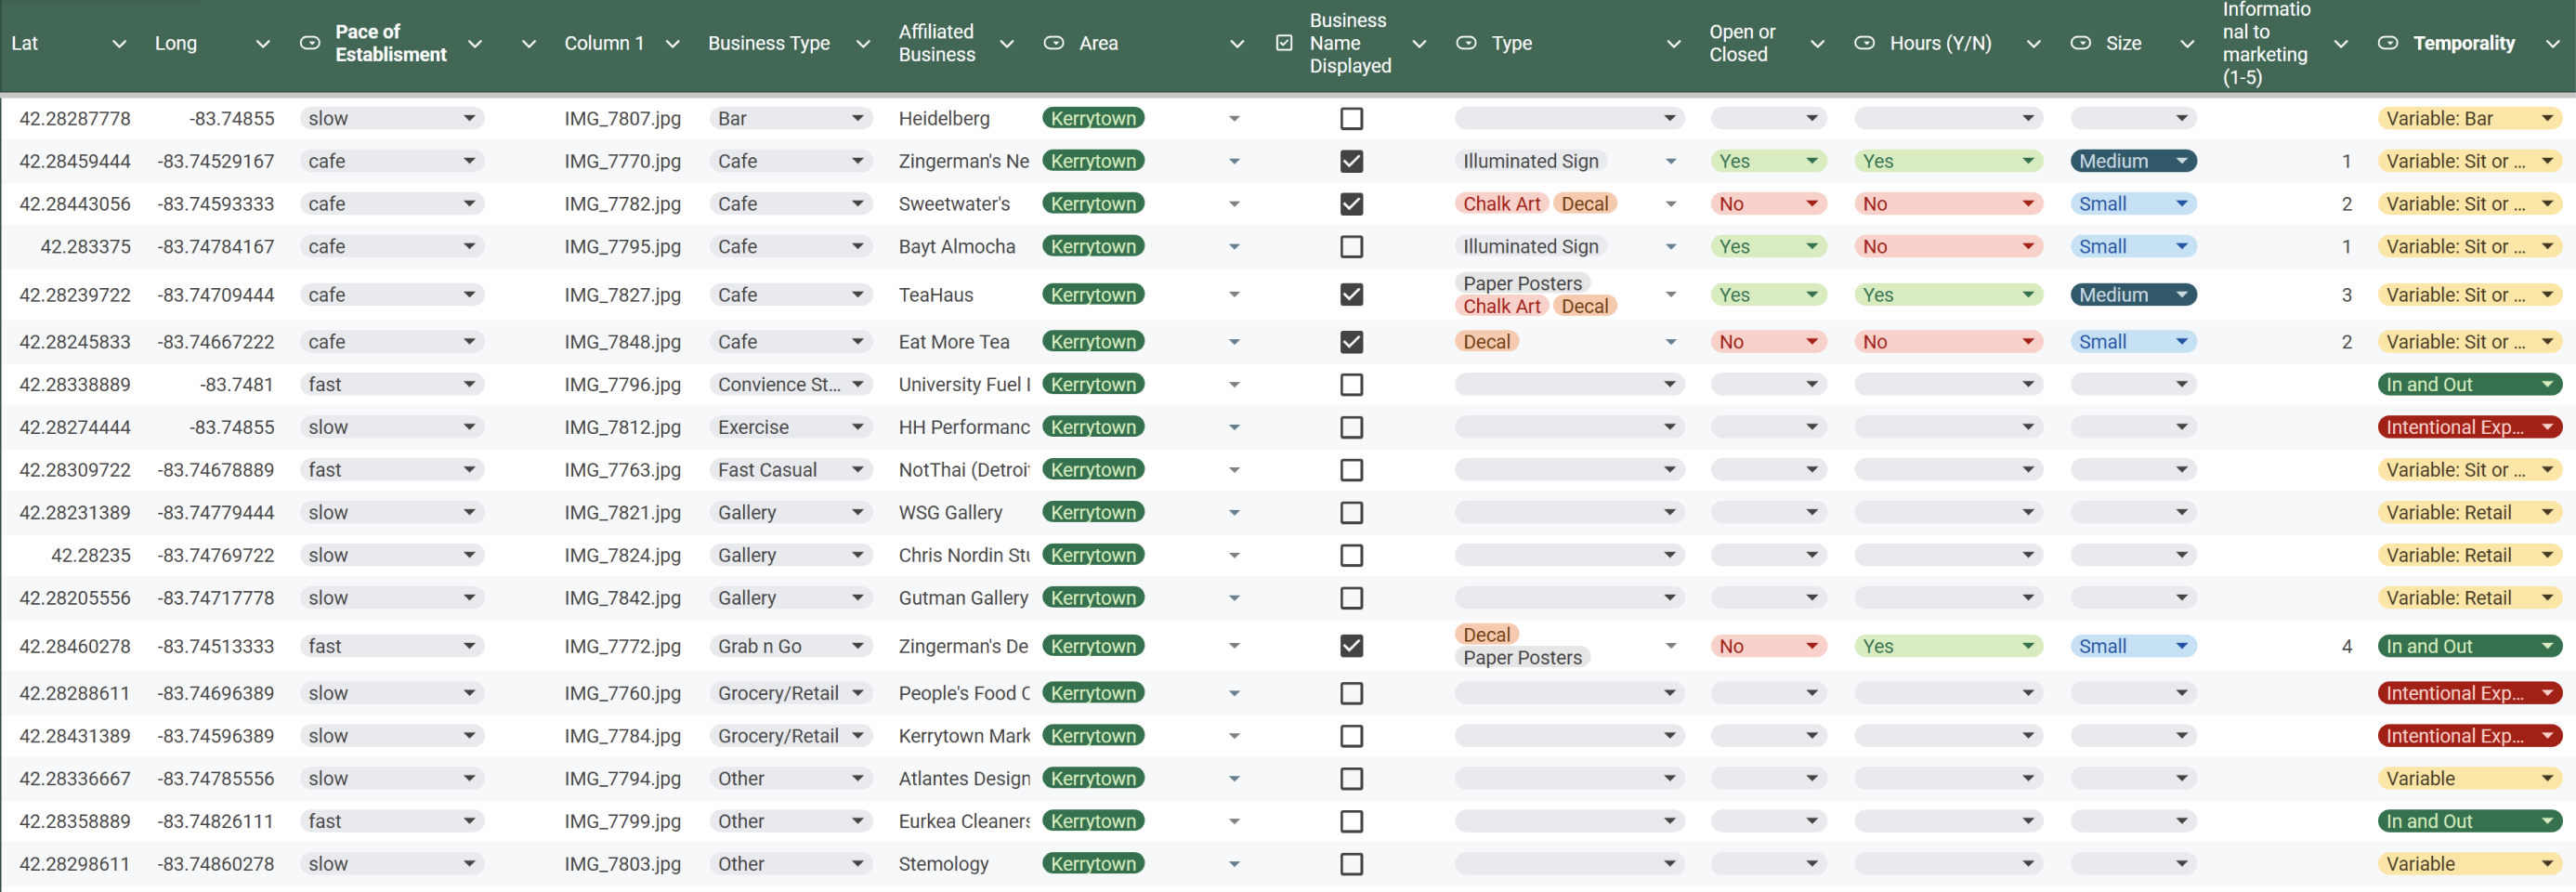 Lat Long Pace of Establisment Column 1 Business Type Affiliated Business Area Business Name Displayed Type Open or Closed Hours (Y/N) Size Informatio nal to marketing (1-5) Temporality
42.28287778 -83.74855 slow IMG_7807.jpg Bar Heidelberg Kerrytown Variable: Bar
42.28459444 -83.74529167 cafe IMG_7770.jpg Cafe Zingerman's Ne Kerrytown Illuminated Sign Yes Yes Medium 1 Variable: Sit or ...
42.28443056 -83.74593333 cafe IMG_7782.jpg Cafe Sweetwater's Kerrytown Chalk Art Decal No No Small 2 Variable: Sit or ...
42.283375 -83.74784167 cafe IMG_7795.jpg Cafe Bayt Almocha Kerrytown Illuminated Sign Yes No Small 1 Variable: Sit or ...
42.28239722 -83.74709444 cafe IMG_7827.jpg Cafe TeaHaus Kerrytown Paper Posters Chalk Art Decal Yes Yes Medium 3 Variable: Sit or ...
42.28245833 -83.74667222 cafe IMG_7848.jpg Cafe Eat More Tea Kerrytown Decal No No Small 2 Variable: Sit or ...
42.28338889 -83.7481 fast IMG_7796.jpg Convience St... University Fuel Kerrytown In and Out
42.28274444 -83.74855 slow IMG_7812.jpg Exercise HH Performanc Kerrytown Intentional Exp...
42.28309722 -83.74678889 fast IMG_7763.jpg Fast Casual NotThai (Detroi Kerrytown Variable: Sit or ...
42.28231389 -83.74779444 slow IMG_7821.jpg Gallery WSG Gallery Kerrytown Variable: Retail
42.28235 -83.74769722 slow IMG_7824.jpg Gallery Chris Nordin Stu Kerrytown Variable: Retail
42.28205556 -83.74717778 slow IMG_7842.jpg Gallery Gutman Gallery Kerrytown Variable: Retail
42.28460278 -83.74513333 fast IMG_7772.jpg Grab n Go Zingerman's De Kerrytown Decal Paper Posters No Yes Small 4 In and Out
42.28288611 -83.74696389 slow IMG_7760.jpg Grocery/Retail People's Food C Kerrytown Intentional Exp...
42.28431389 -83.74596389 slow IMG_7784.jpg Grocery/Retail Kerrytown Mark Kerrytown Intentional Exp...
42.28336667 -83.74785556 slow IMG_7794.jpg Other Atlantes Design Kerrytown Variable
42.28358889 -83.74826111 fast IMG_7799.jpg Other Eurkea Cleaners Kerrytown In and Out
42.28298611 -83.74860278 slow IMG_7803.jpg Other Stemology Kerrytown Variable